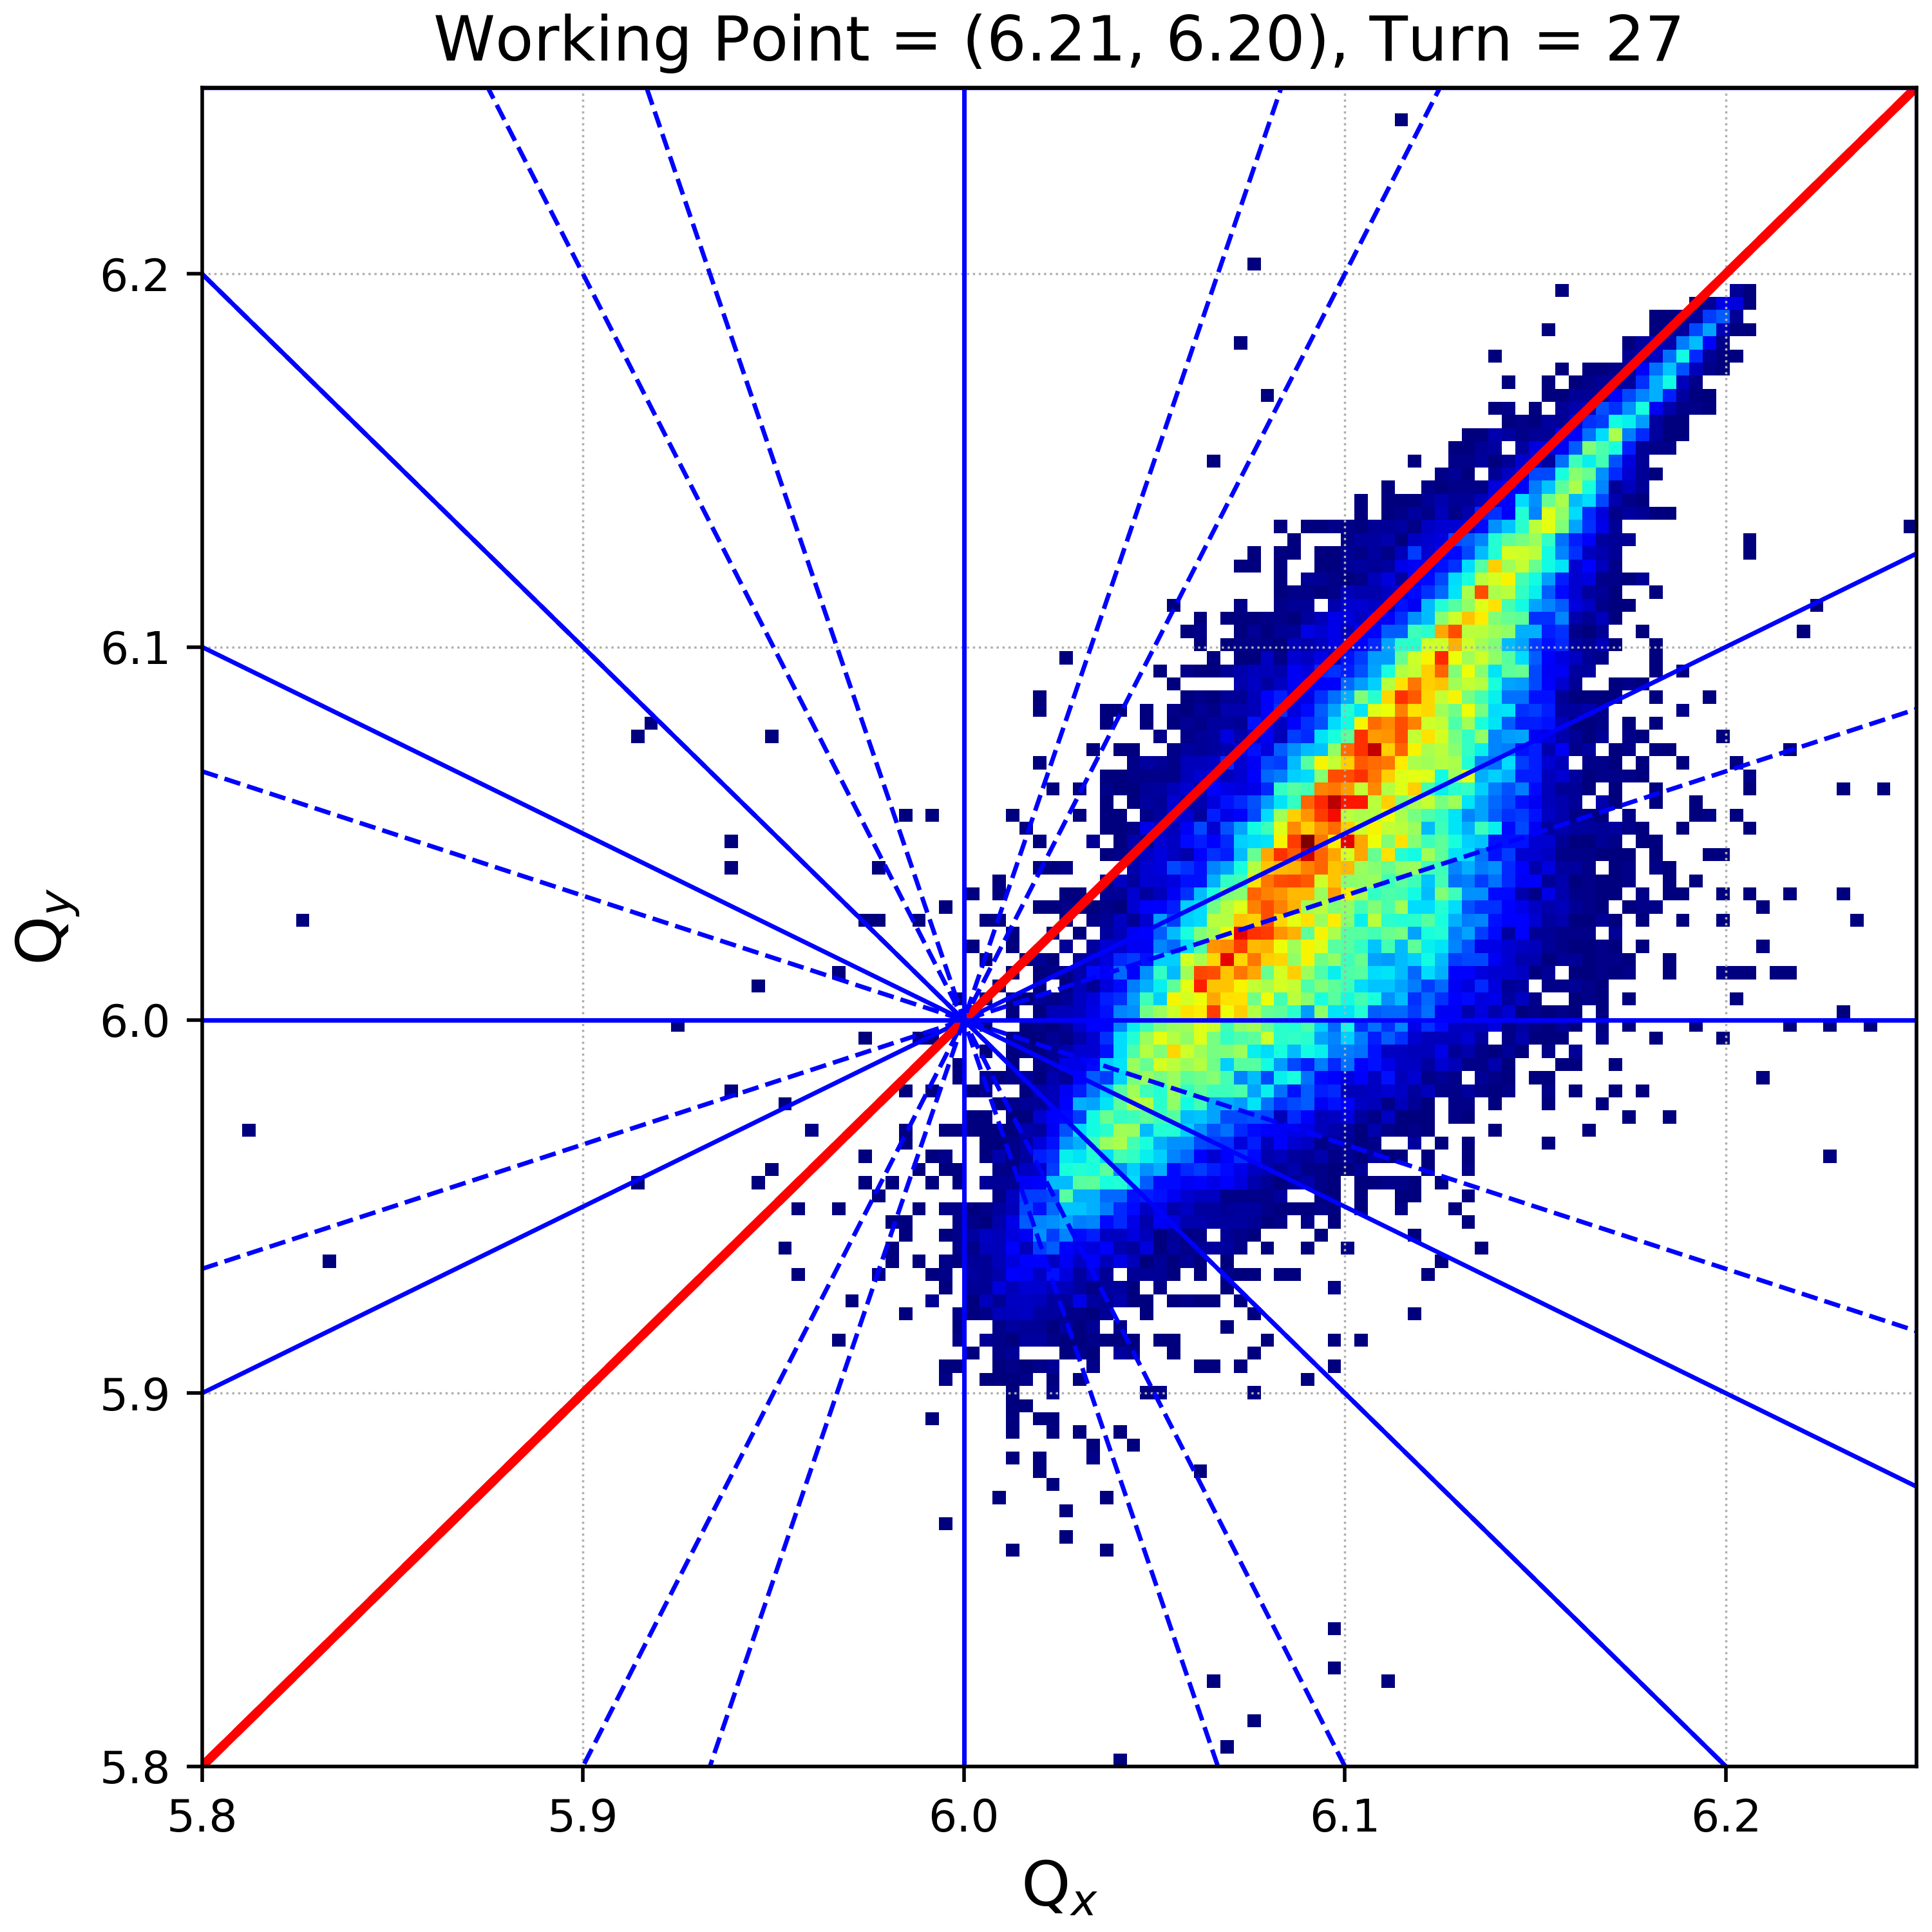 Working Point = (6.21, 6.20), Turn = 27
6.2
6.1
6.0
5.9
5.8
Qy
5.8 5.9 6.0 6.1 6.2
Qx